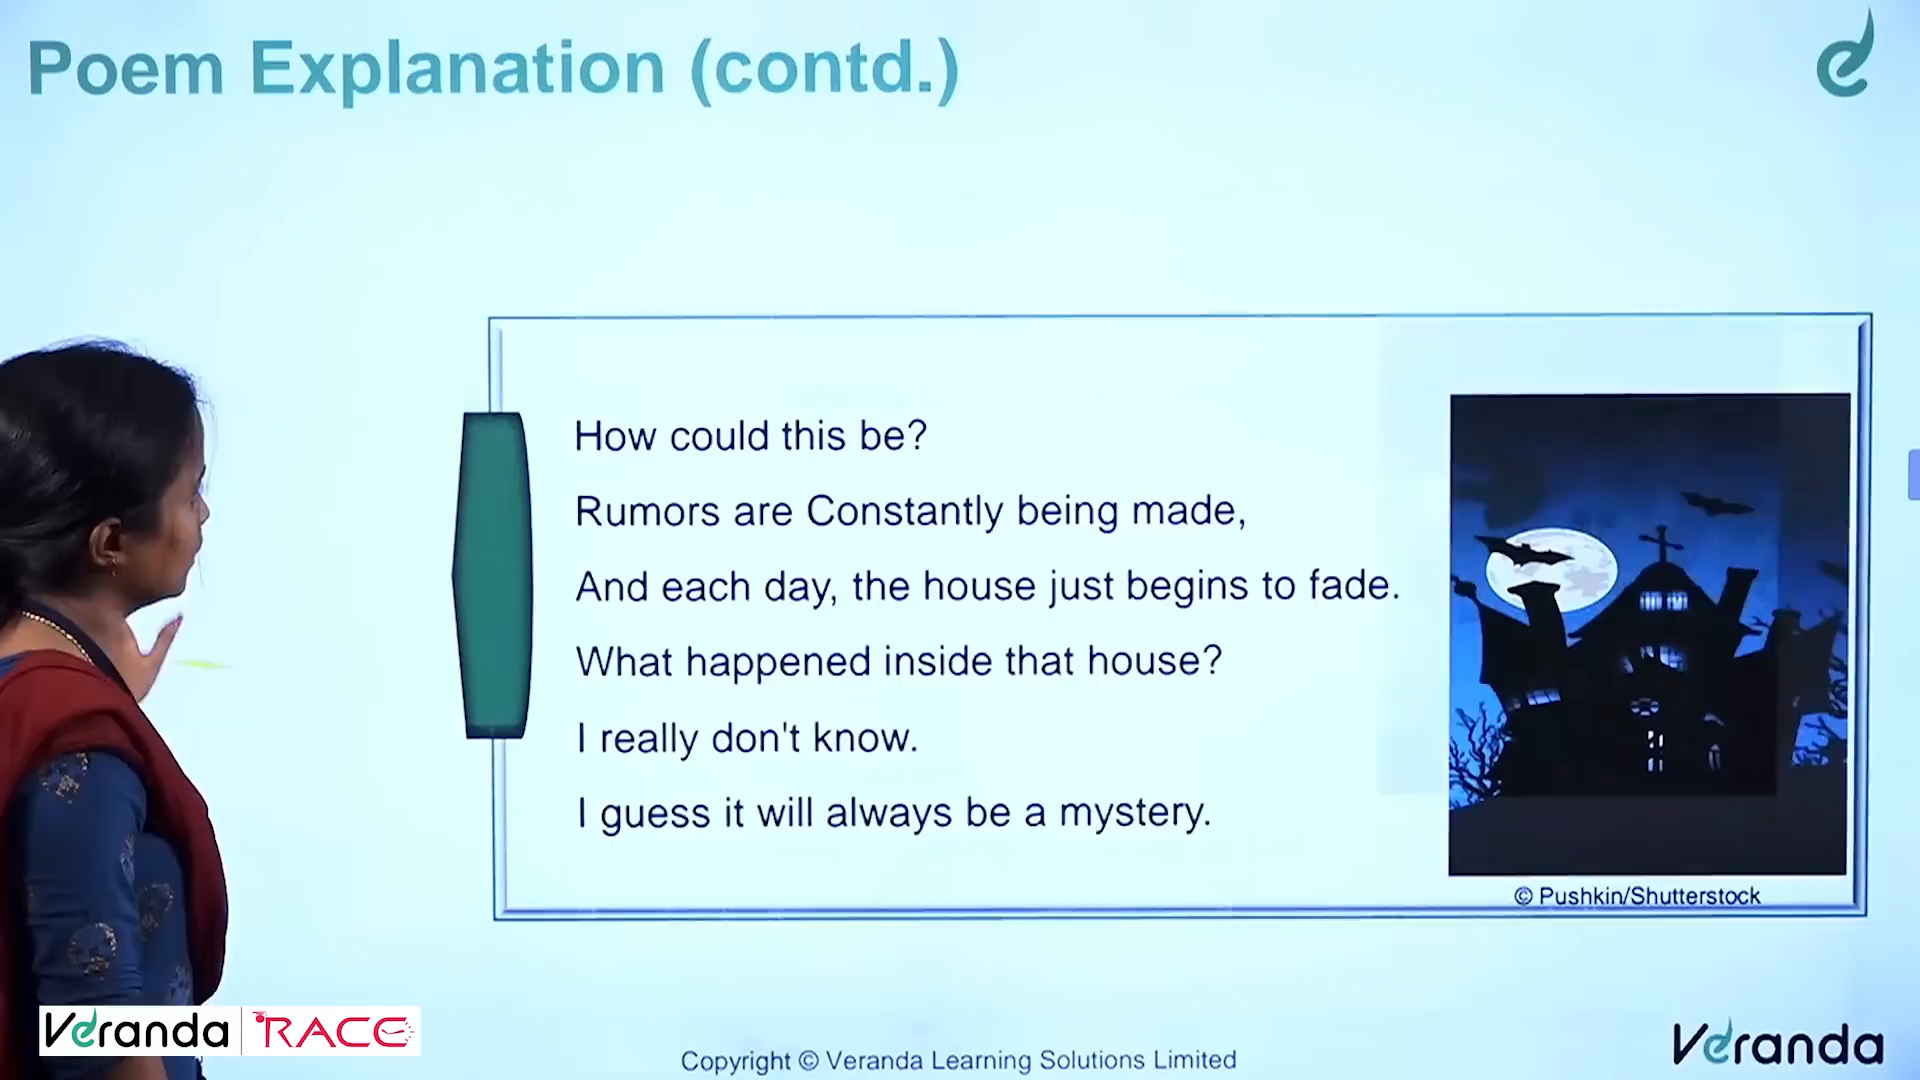 Poem Explanation (contd.)
How could this be?
Rumors are Constantly being made,
And each day, the house just begins to fade.
What happened inside that house?
I really don't know.
I guess it will always be a mystery.
© Pushkin/Shutterstock
Veranda RACE
Copyright © Veranda Learning Solutions Limited
Veranda